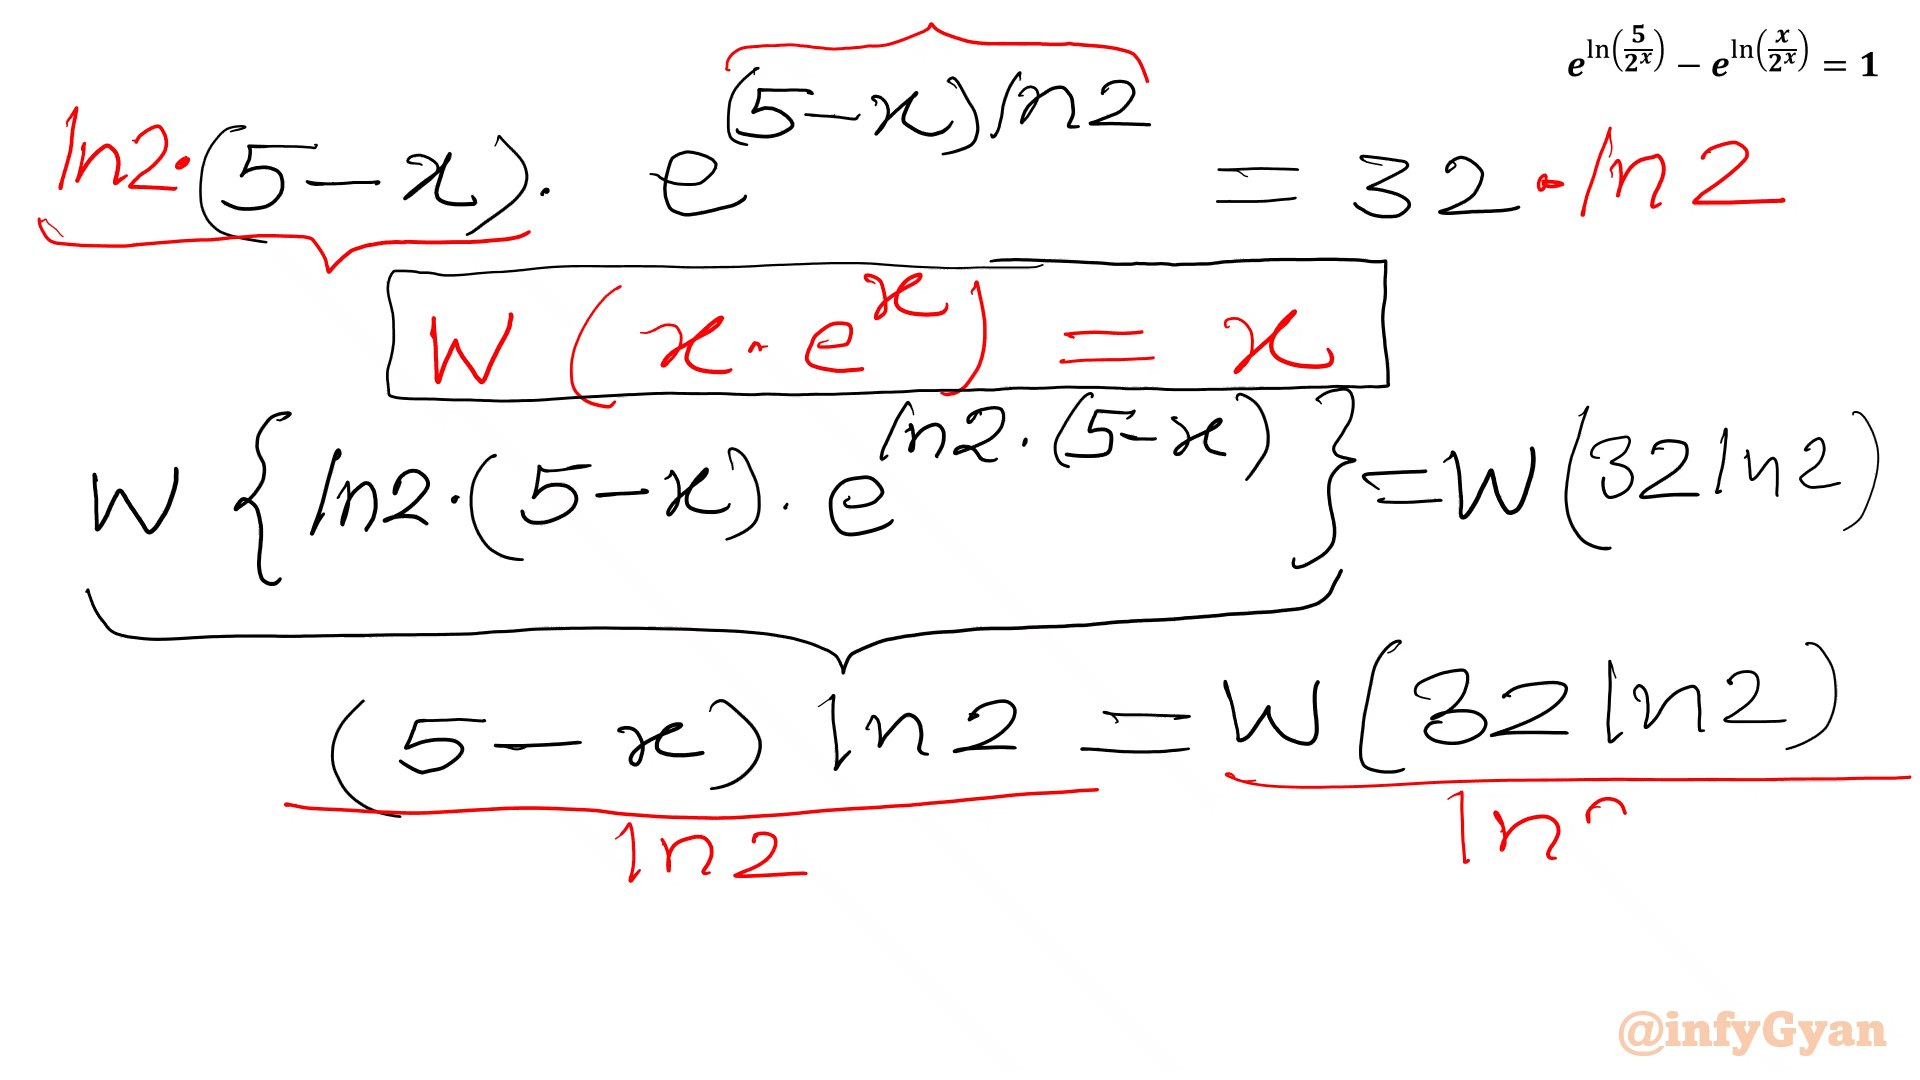 e^{ln(5/2^x)} − e^{ln(x/2^x)} = 1
ln2·(5−x)· e^{(5−x)ln2} = 32·ln2
W(x·e^x) = x
W{ln2·(5−x)·e^{ln2·(5−x)}} = W(32ln2)
(5−x)ln2 = W(32ln2)
ln2 ln
@infyGyan